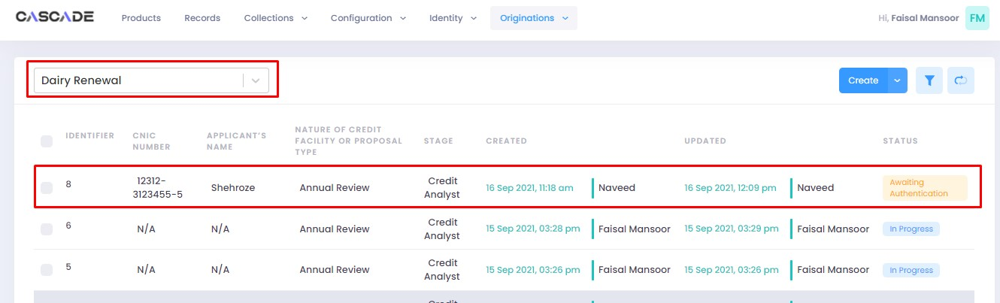 CASCADE Products Records Collections Configuration Identity Originations Hi, Faisal Mansoor FM
Dairy Renewal Create
IDENTIFIER CNIC NUMBER APPLICANT'S NAME NATURE OF CREDIT FACILITY OR PROPOSAL TYPE STAGE CREATED UPDATED STATUS
8 12312-3123455-5 Shehroze Annual Review Credit Analyst 16 Sep 2021, 11:18 am Naveed 16 Sep 2021, 12:09 pm Naveed Awaiting Authentication
6 N/A N/A Annual Review Credit Analyst 15 Sep 2021, 03:28 pm Faisal Mansoor 15 Sep 2021, 03:29 pm Faisal Mansoor In Progress
5 N/A N/A Annual Review Credit Analyst 15 Sep 2021, 03:26 pm Faisal Mansoor 15 Sep 2021, 03:26 pm Faisal Mansoor In Progress
Credit